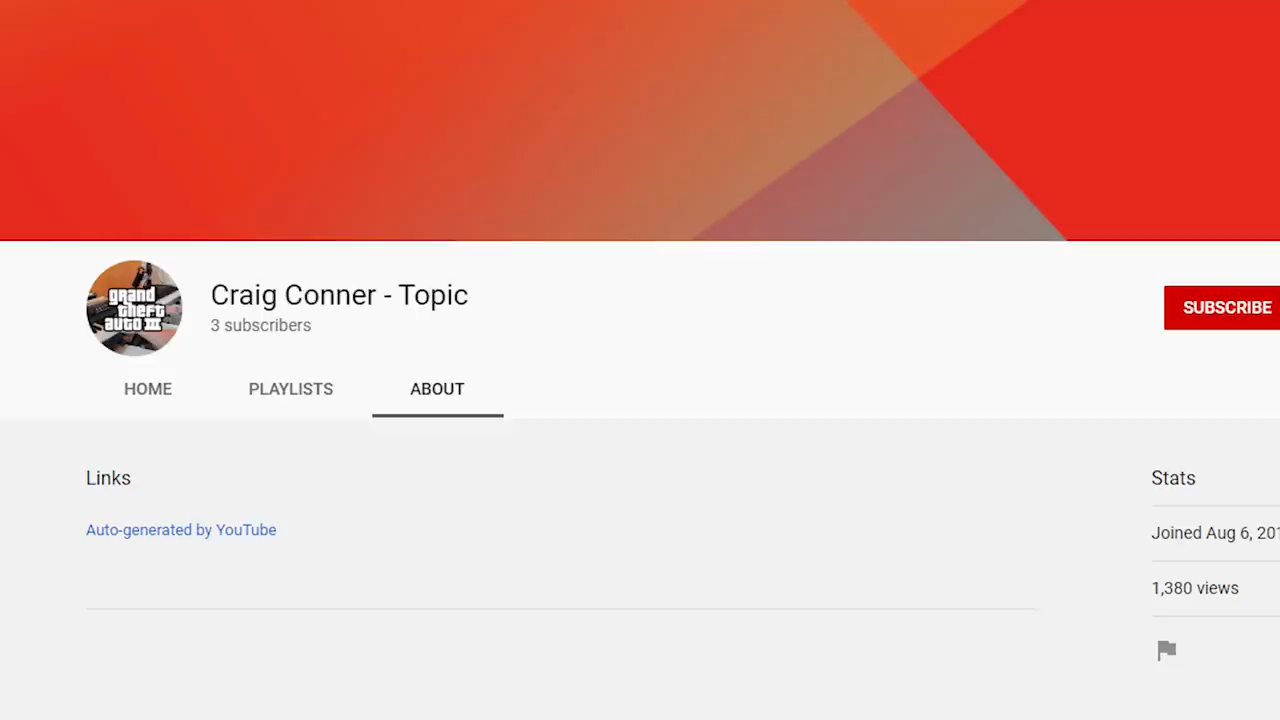 grand
theft
auto III
Craig Conner - Topic
3 subscribers
SUBSCRIBE
HOME
PLAYLISTS
ABOUT
Links
Stats
Auto-generated by YouTube
Joined Aug 6, 201
1,380 views